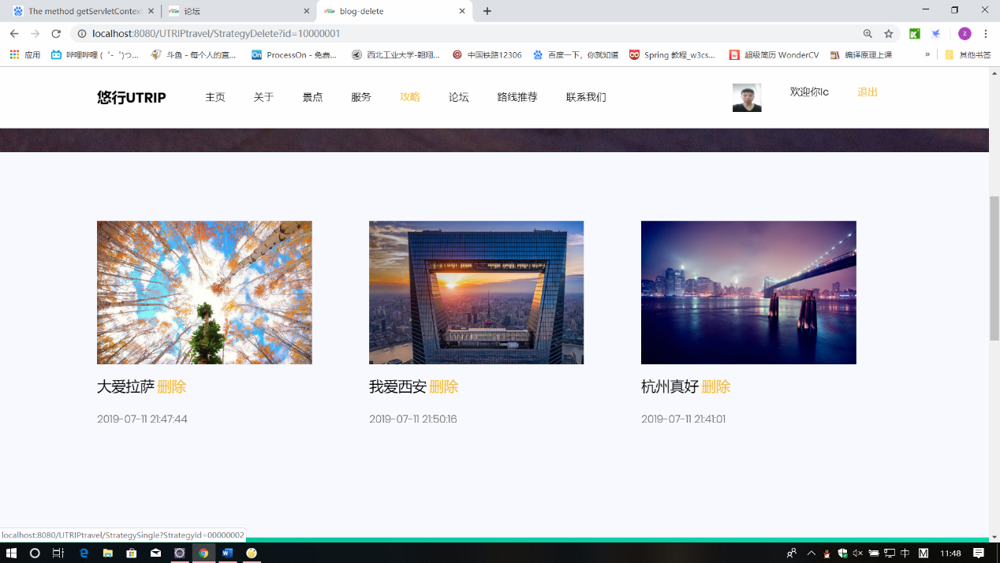 The method getServletContext
论坛
blog-delete
localhost:8080/UTRIPtravel/StrategyDelete?id=10000001
z
应用
哔哩哔哩 (゜-゜)つ...
斗鱼 - 每个人的直...
On ProcessOn - 免费...
西北工业大学-翱翔...
中国铁路12306
百度一下，你就知道
Spring 教程_w3cs...
超级简历 WonderCV
编译原理上课
»
其他书签
悠行UTRIP
主页
关于
景点
服务
攻略
论坛
路线推荐
联系我们
欢迎你lc
退出
大爱拉萨 删除
2019-07-11 21:47:44
我爱西安 删除
2019-07-11 21:50:16
杭州真好 删除
2019-07-11 21:41:01
localhost:8080/UTRIPtravel/StrategySingle?StrategyId=00000002
中
M
11:48